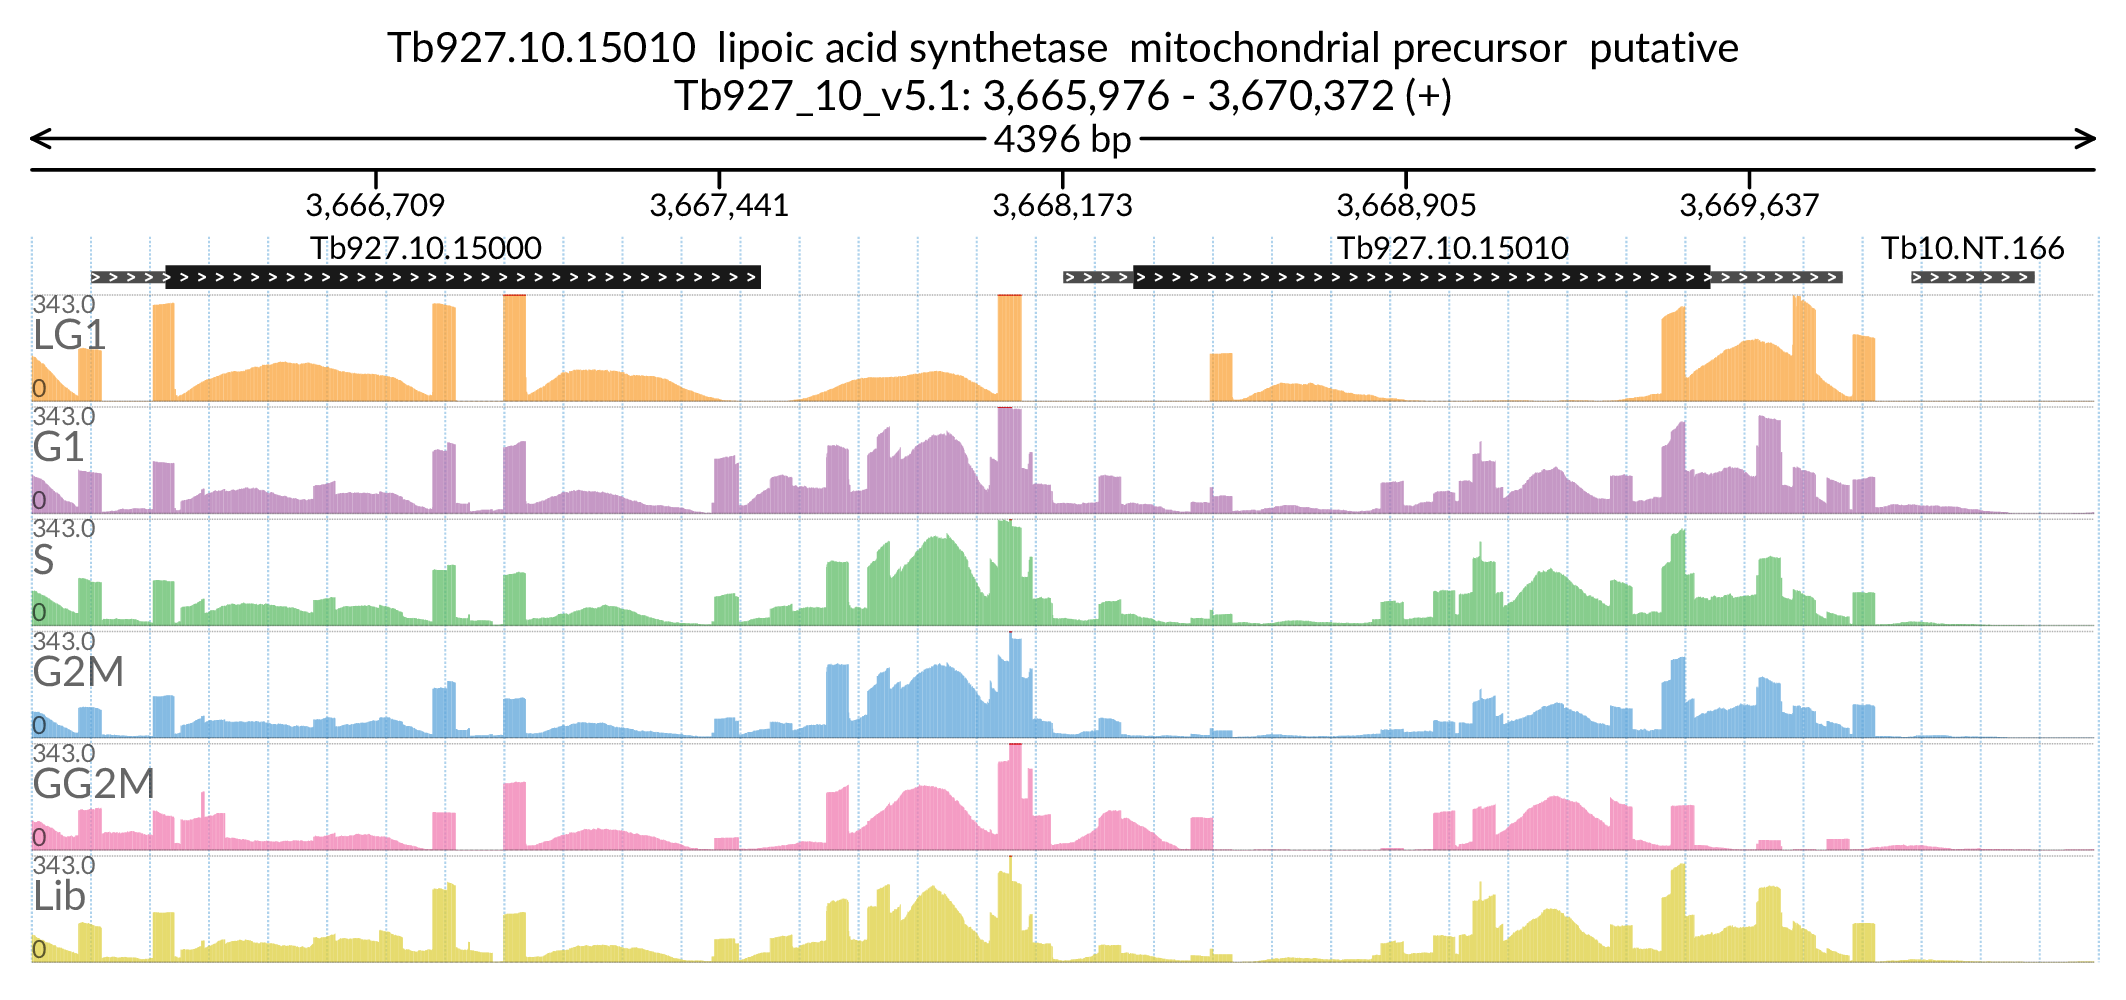 Tb927.10.15010 lipoic acid synthetase mitochondrial precursor putative
Tb927_10_v5.1: 3,665,976 - 3,670,372 (+)
4396 bp
3,666,709 3,667,441 3,668,173 3,668,905 3,669,637
Tb927.10.15000 Tb927.10.15010 Tb10.NT.166
343.0
LG1
0
343.0
G1
0
343.0
S
0
343.0
G2M
0
343.0
GG2M
0
343.0
Lib
0